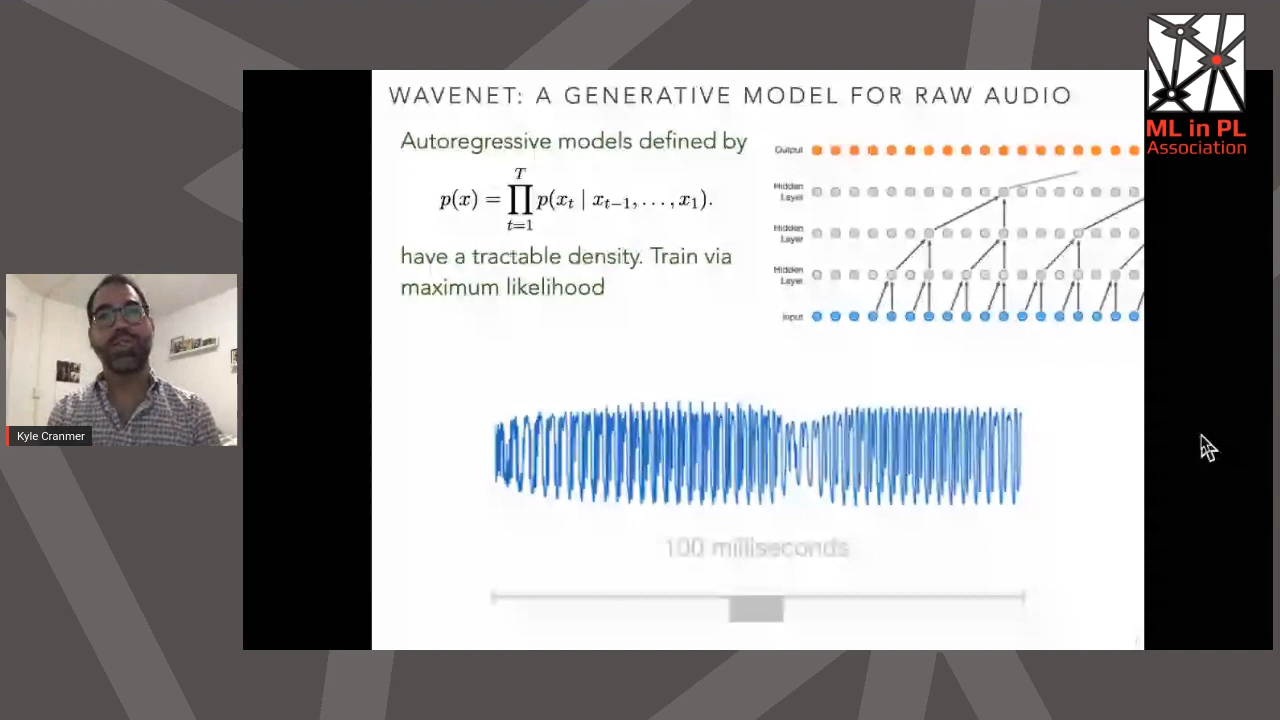 WAVENET: A GENERATIVE MODEL FOR RAW AUDIO
Autoregressive models defined by
p(x) = ∏_{t=1}^{T} p(x_t | x_{t-1}, . . . , x_1).
have a tractable density. Train via
maximum likelihood
Output
Hidden
Layer
Hidden
Layer
Hidden
Layer
Input
100 milliseconds
Kyle Cranmer
ML in PL
Association